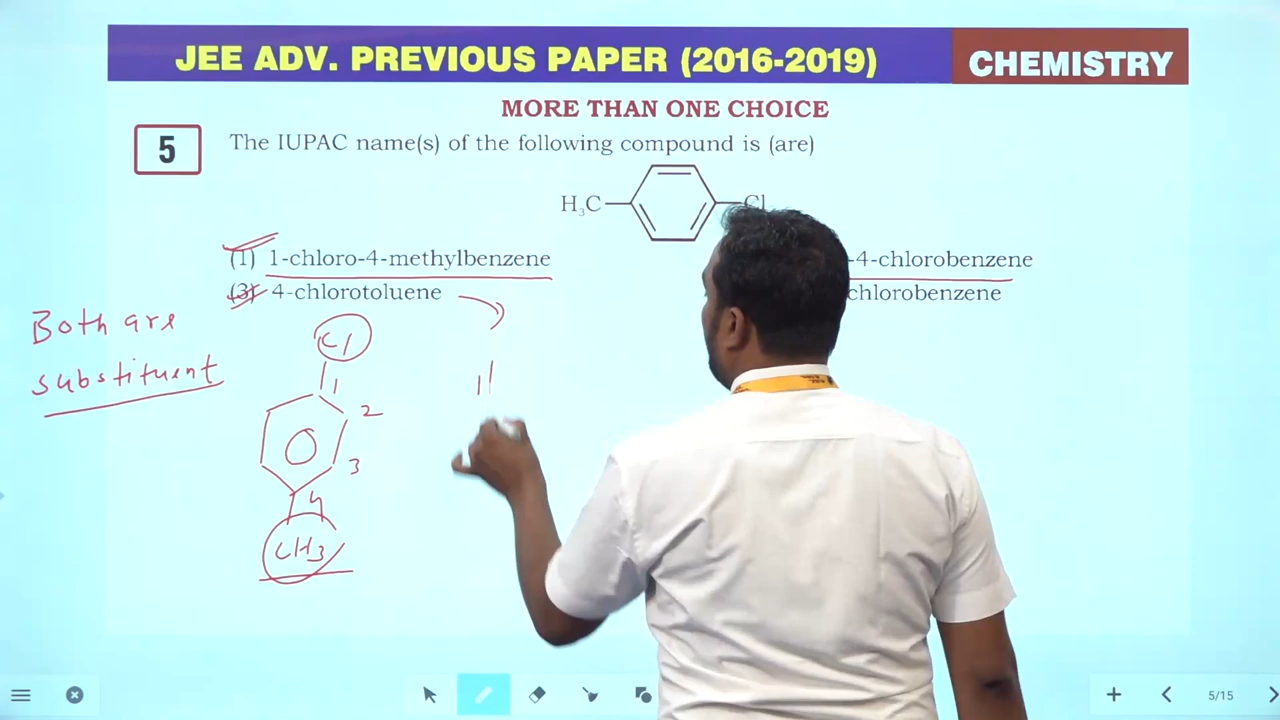 JEE ADV. PREVIOUS PAPER (2016-2019) CHEMISTRY
MORE THAN ONE CHOICE
5 The IUPAC name(s) of the following compound is (are)
H₃C Cl
(1) 1-chloro-4-methylbenzene -4-chlorobenzene
(3) 4-chlorotoluene chlorobenzene
Both are
substituent
Cl
1
2
3
4
CH3
5/15